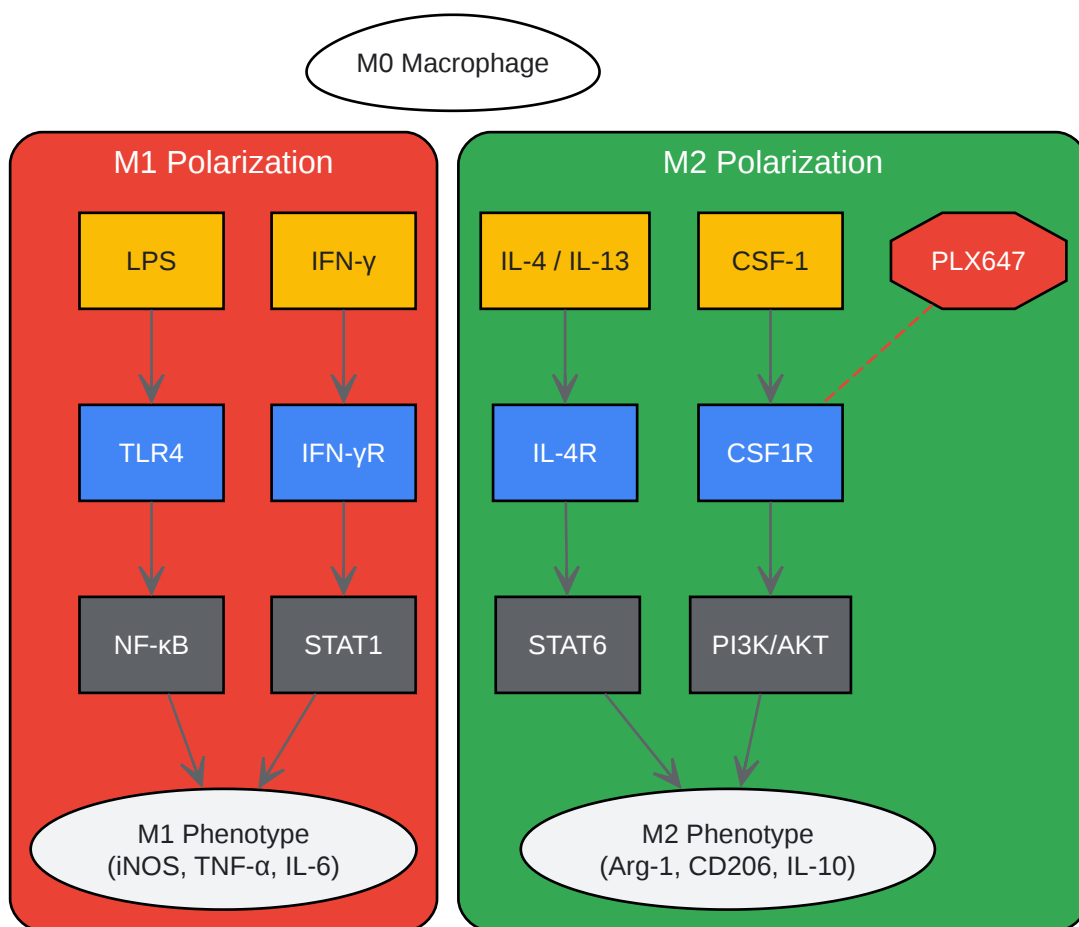 M0 Macrophage
M1 Polarization
M2 Polarization
LPS
IFN-γ
IL-4 / IL-13
CSF-1
PLX647
TLR4
IFN-γR
IL-4R
CSF1R
NF-κB
STAT1
STAT6
PI3K/AKT
M1 Phenotype
(iNOS, TNF-α, IL-6)
M2 Phenotype
(Arg-1, CD206, IL-10)